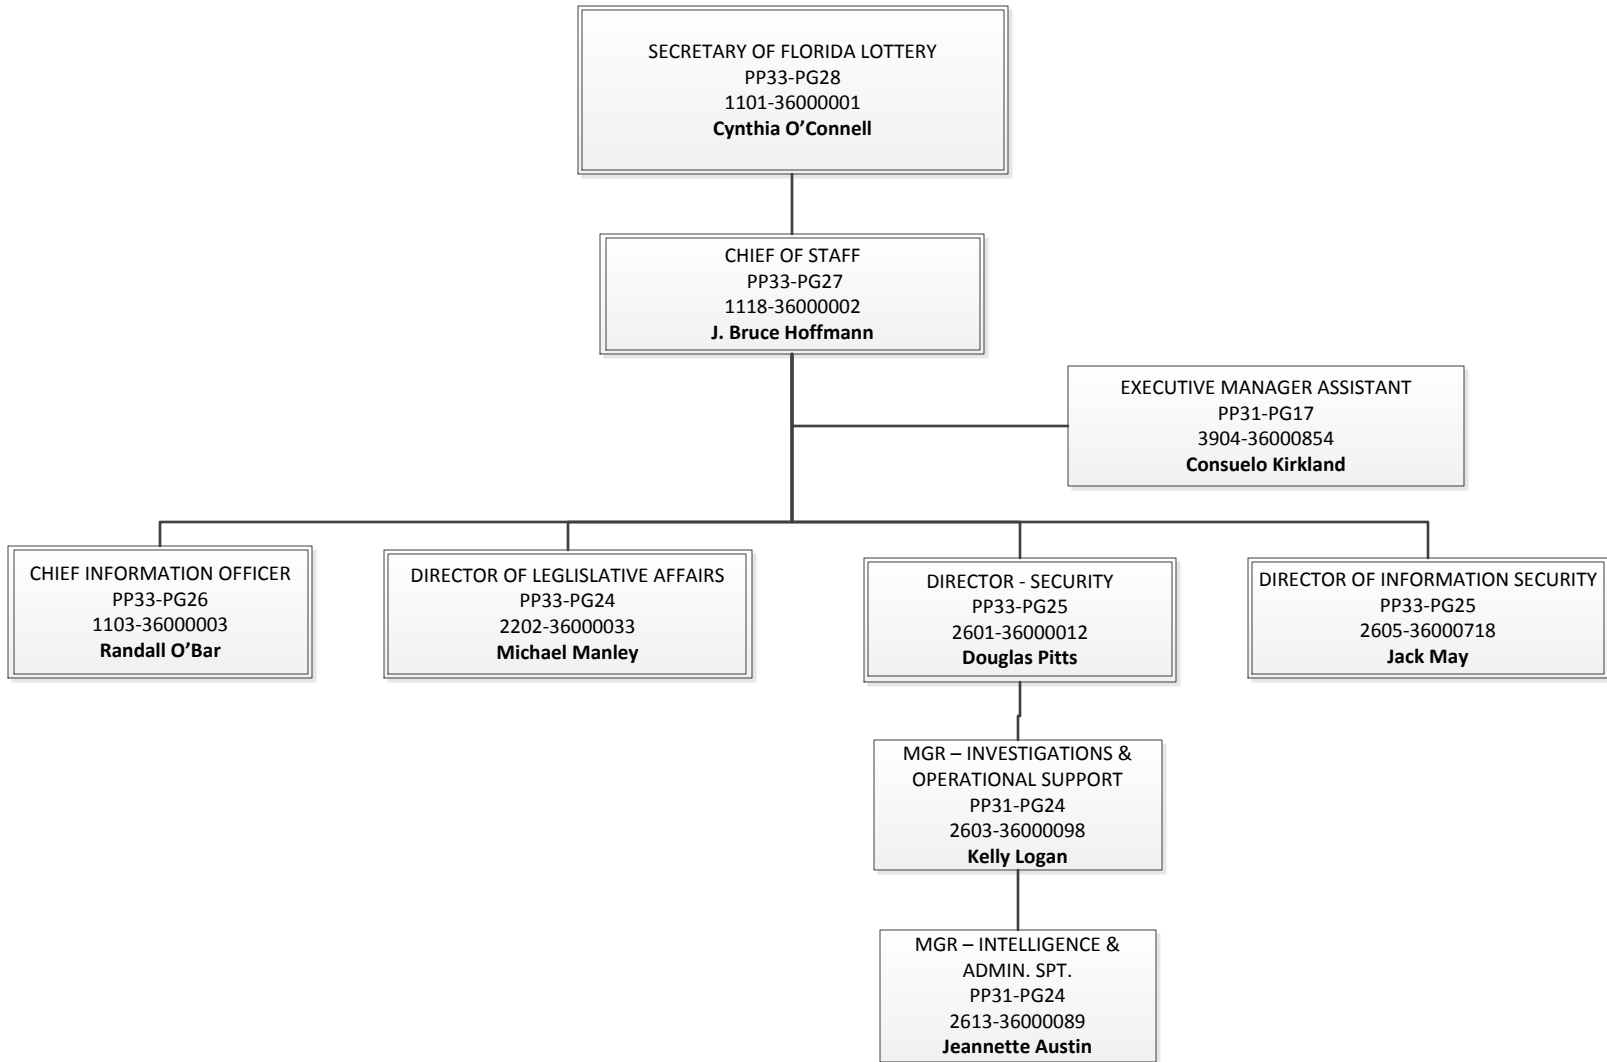 SECRETARY OF FLORIDA LOTTERY
PP33-PG28
1101-36000001
Cynthia O’Connell
CHIEF OF STAFF
PP33-PG27
1118-36000002
J. Bruce Hoffmann
EXECUTIVE MANAGER ASSISTANT
PP31-PG17
3904-36000854
Consuelo Kirkland
CHIEF INFORMATION OFFICER
PP33-PG26
1103-36000003
Randall O’Bar
DIRECTOR OF LEGLISLATIVE AFFAIRS
PP33-PG24
2202-36000033
Michael Manley
DIRECTOR - SECURITY
PP33-PG25
2601-36000012
Douglas Pitts
DIRECTOR OF INFORMATION SECURITY
PP33-PG25
2605-36000718
Jack May
MGR – INVESTIGATIONS &
OPERATIONAL SUPPORT
PP31-PG24
2603-36000098
Kelly Logan
MGR – INTELLIGENCE &
ADMIN. SPT.
PP31-PG24
2613-36000089
Jeannette Austin